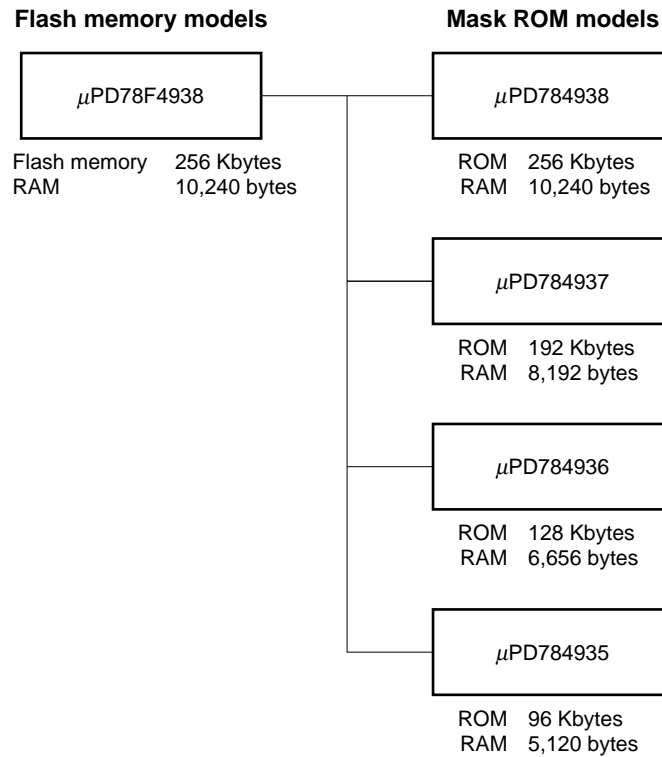 Flash memory models
Mask ROM models
μPD78F4938
μPD784938
Flash memory 256 Kbytes
RAM 10,240 bytes
ROM 256 Kbytes
RAM 10,240 bytes
μPD784937
ROM 192 Kbytes
RAM 8,192 bytes
μPD784936
ROM 128 Kbytes
RAM 6,656 bytes
μPD784935
ROM 96 Kbytes
RAM 5,120 bytes